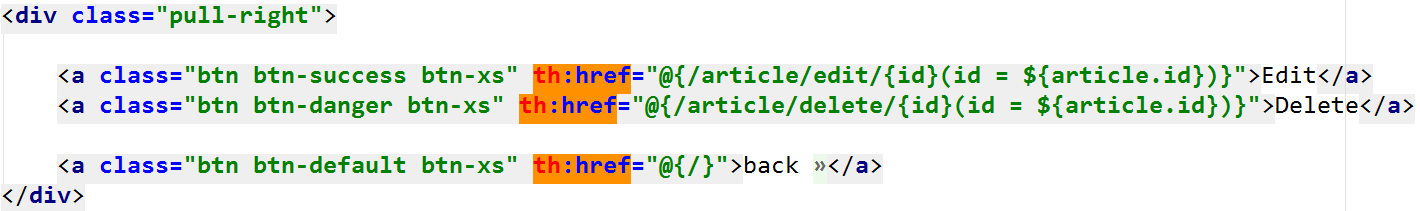 <div class="pull-right">
<a class="btn btn-success btn-xs" th:href="@{/article/edit/{id}(id = ${article.id})}">Edit</a>
<a class="btn btn-danger btn-xs" th:href="@{/article/delete/{id}(id = ${article.id})}">Delete</a>
<a class="btn btn-default btn-xs" th:href="@{/}">back »</a>
</div>